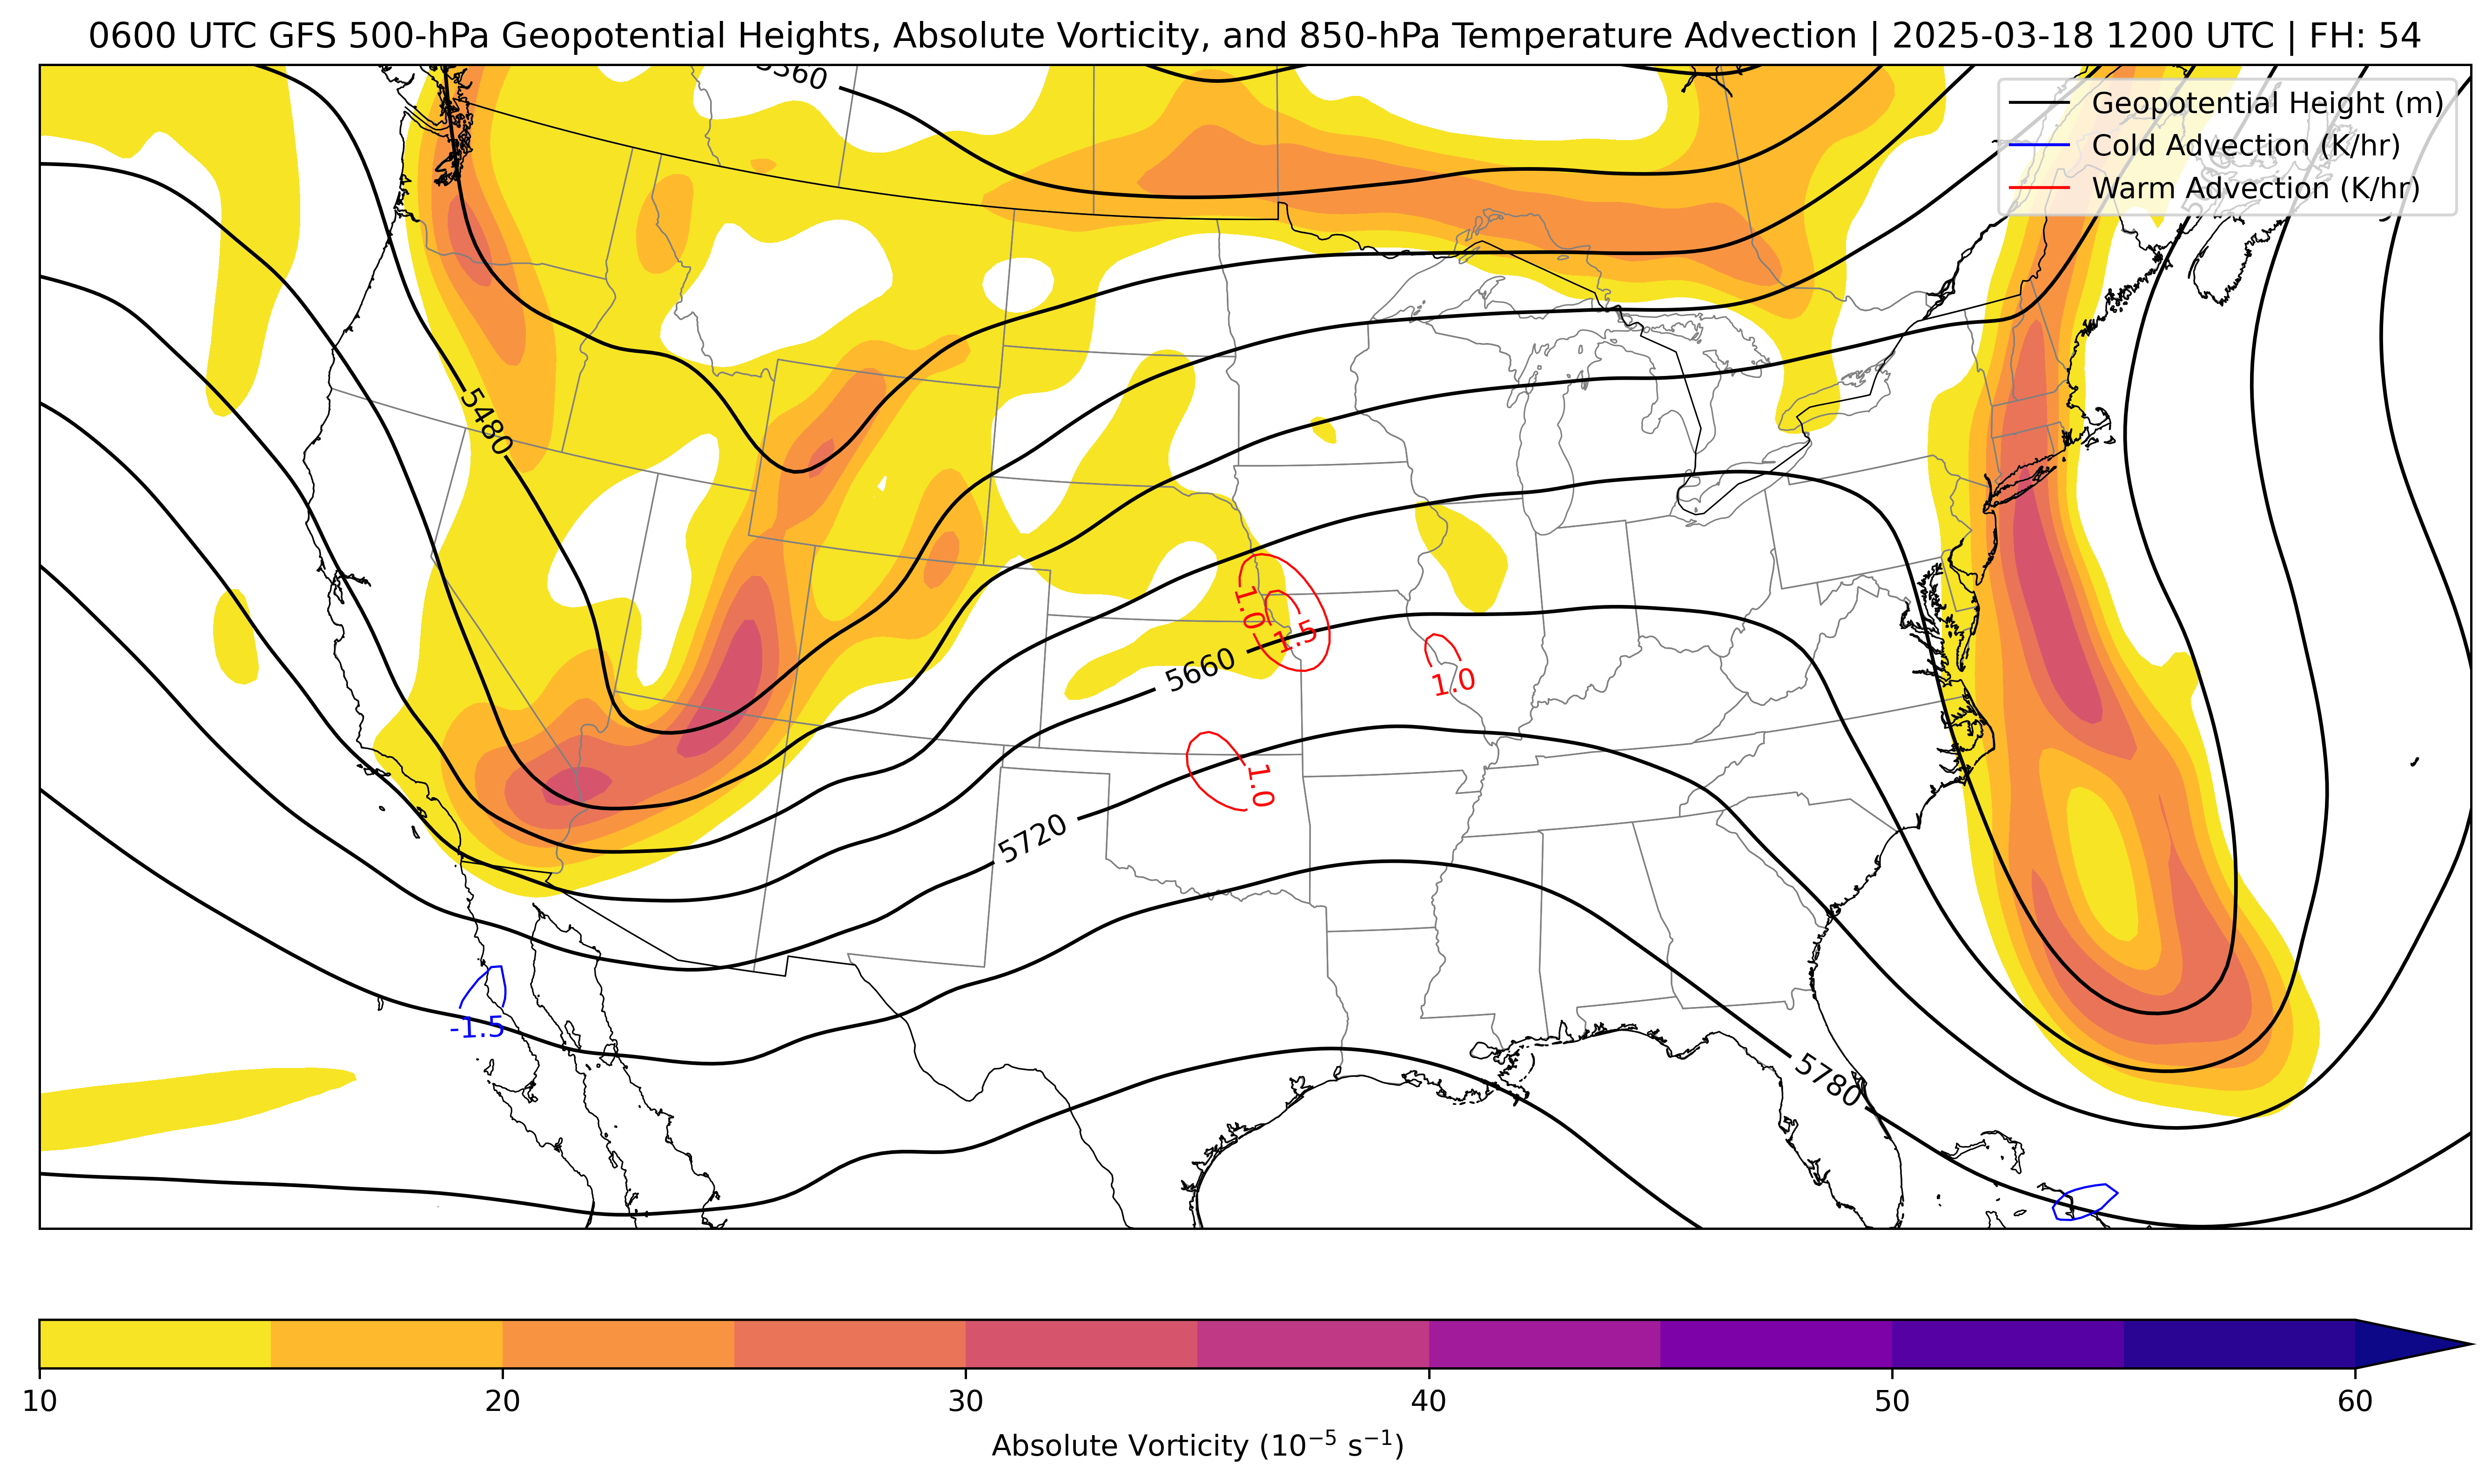 0600 UTC GFS 500-hPa Geopotential Heights, Absolute Vorticity, and 850-hPa Temperature Advection | 2025-03-18 1200 UTC | FH: 54
Geopotential Height (m)
Cold Advection (K/hr)
Warm Advection (K/hr)
5480
1.0
1.5
5660
1.0
1.0
5720
-1.5
5780
10 20 30 40 50 60
Absolute Vorticity (10⁻⁵ s⁻¹)